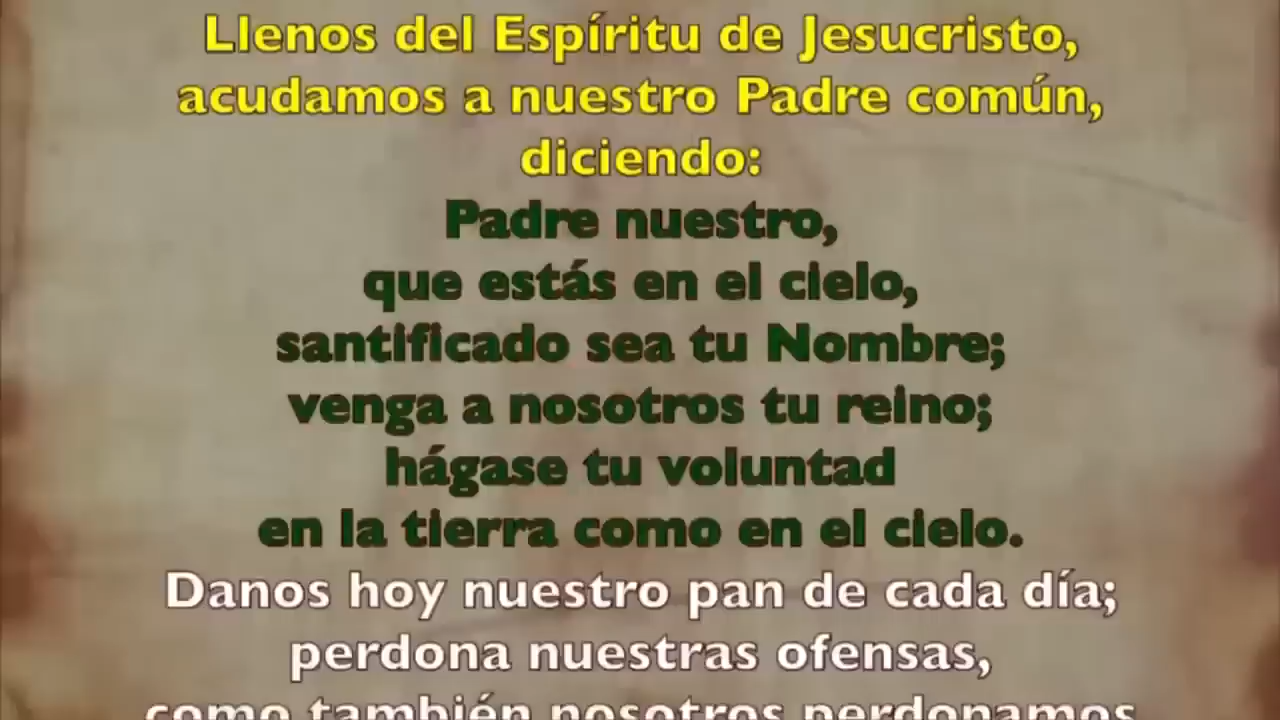 Llenos del Espíritu de Jesucristo,
acudamos a nuestro Padre común,
diciendo:
Padre nuestro,
que estás en el cielo,
santificado sea tu Nombre;
venga a nosotros tu reino;
hágase tu voluntad
en la tierra como en el cielo.
Danos hoy nuestro pan de cada día;
perdona nuestras ofensas,
como también nosotros perdonamos